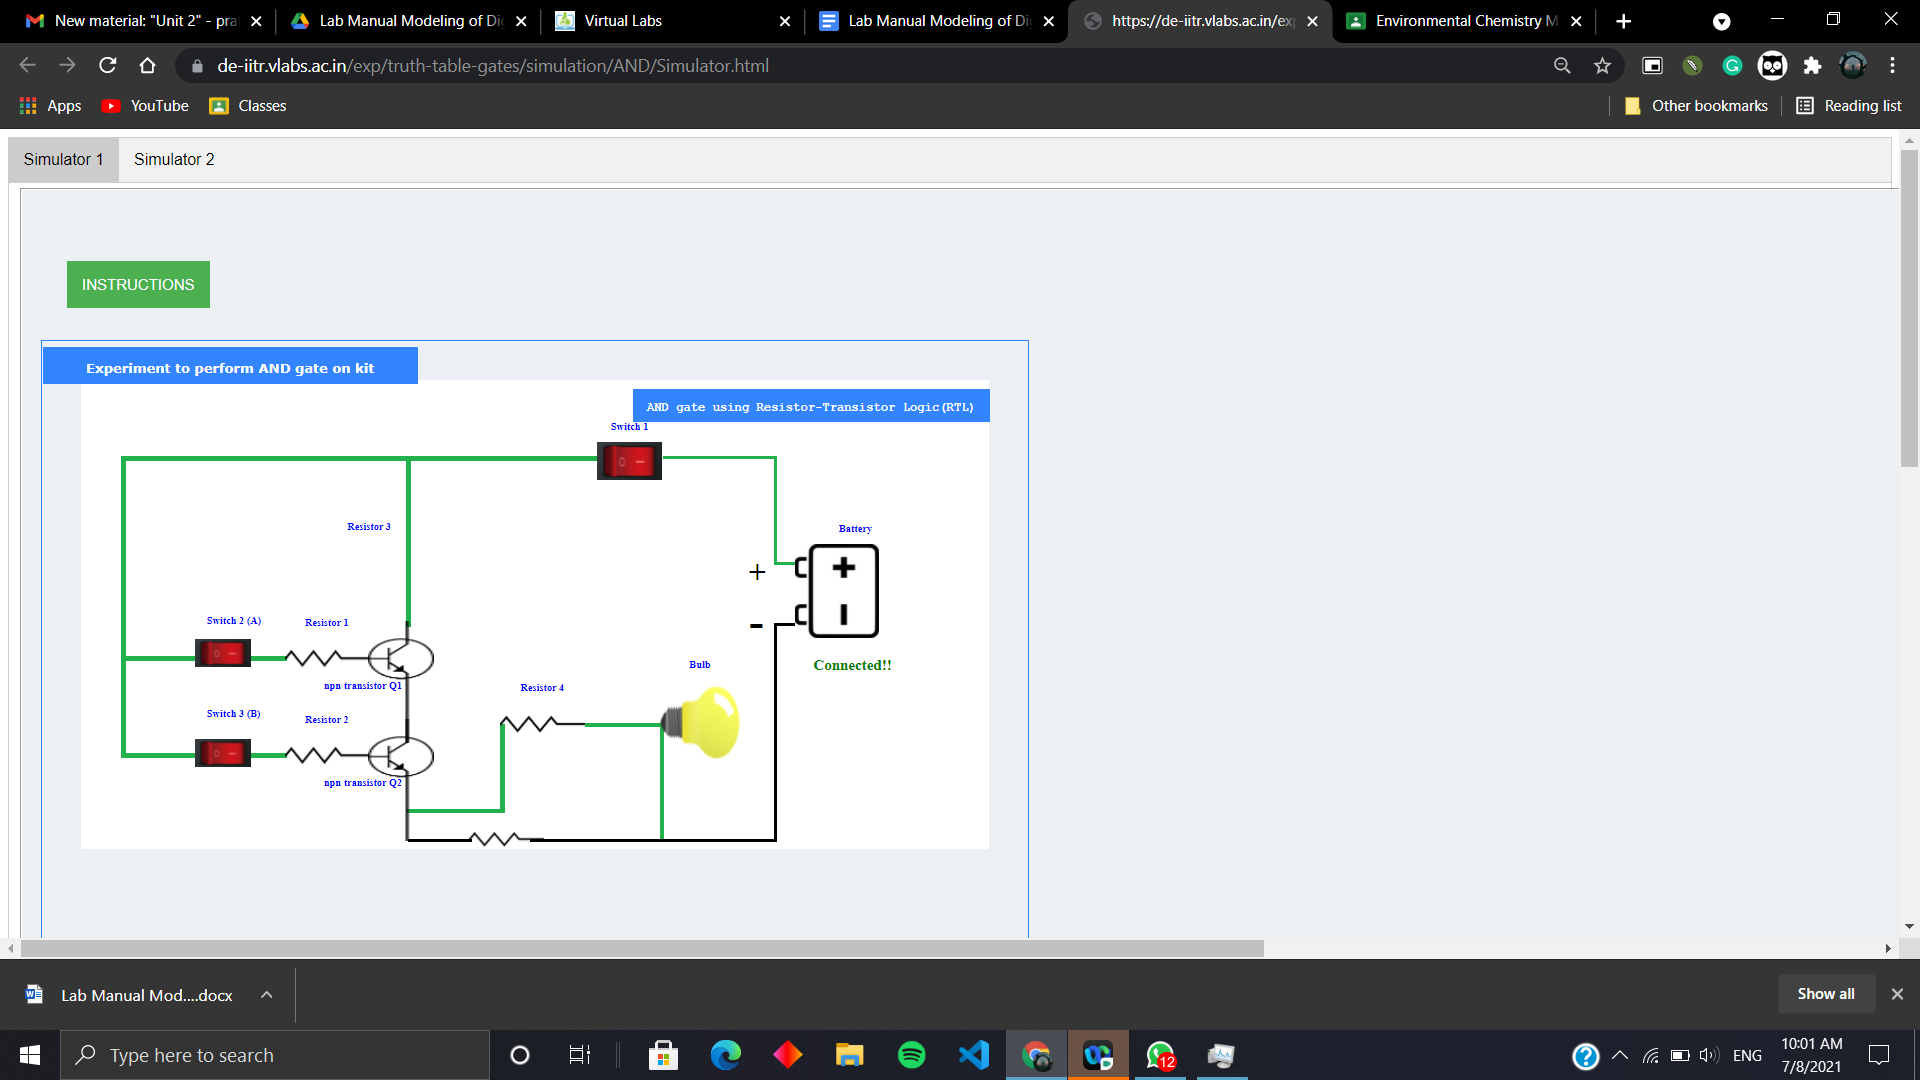 New material: "Unit 2" - pra
Lab Manual Modeling of Di
Virtual Labs
Lab Manual Modeling of Di
https://de-iitr.vlabs.ac.in/exp
Environmental Chemistry M
de-iitr.vlabs.ac.in/exp/truth-table-gates/simulation/AND/Simulator.html
Apps
YouTube
Classes
Other bookmarks
Reading list
Simulator 1
Simulator 2
INSTRUCTIONS
Experiment to perform AND gate on kit
AND gate using Resistor-Transistor Logic(RTL)
Switch 1
Resistor 3
Battery
+
-
Switch 2 (A)
Resistor 1
npn transistor Q1
Bulb
Connected!!
Resistor 4
Switch 3 (B)
Resistor 2
npn transistor Q2
Lab Manual Mod....docx
Show all
Type here to search
12
ENG
10:01 AM
7/8/2021